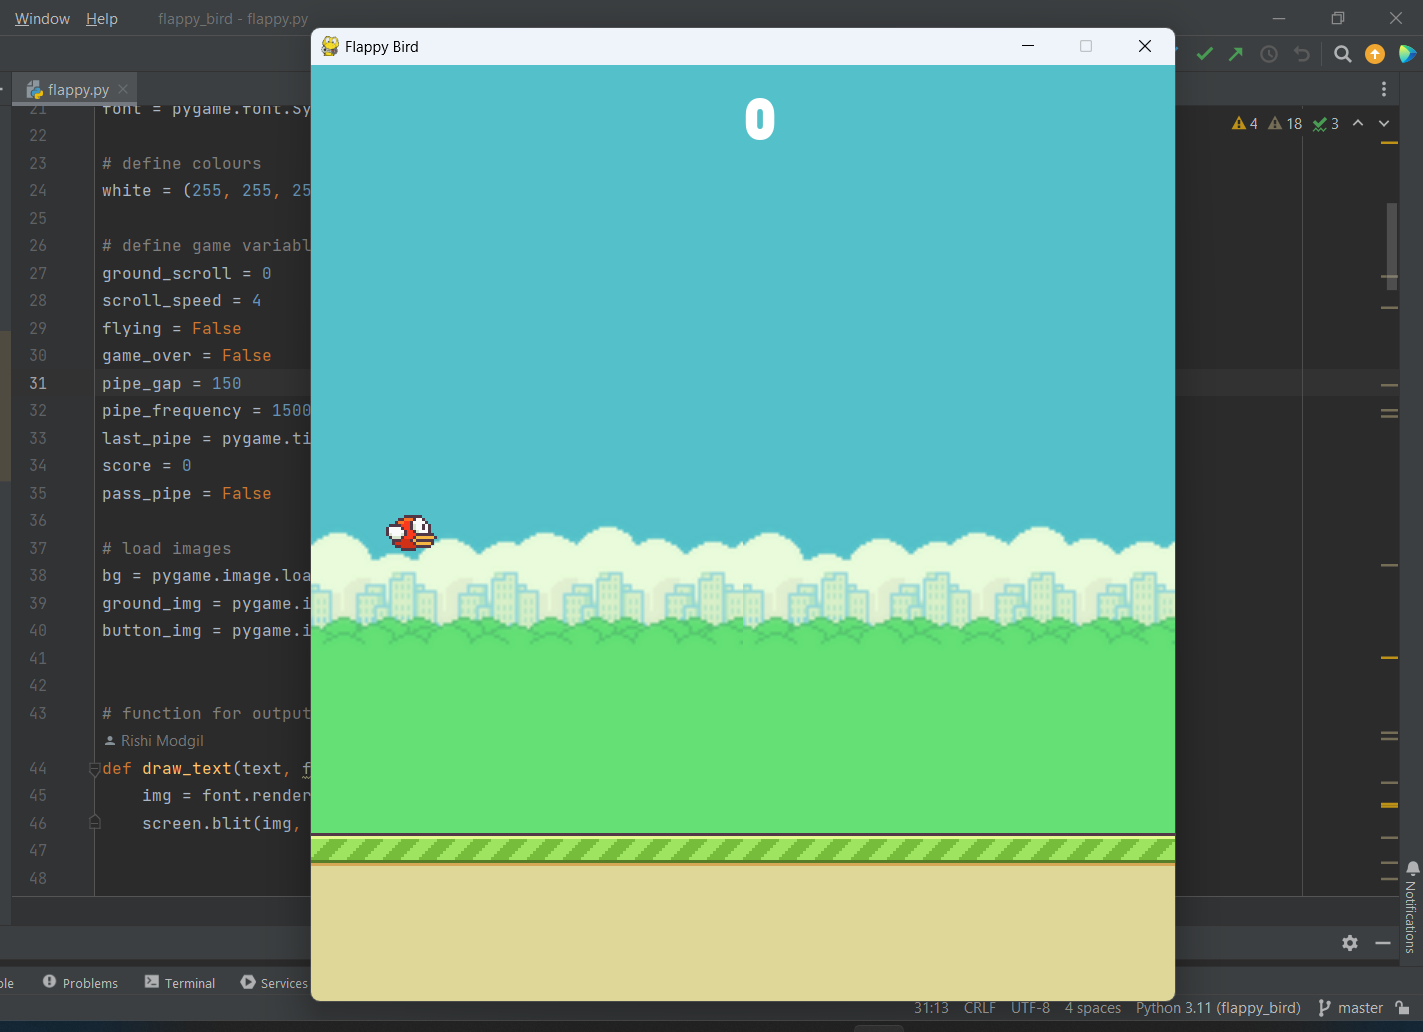 Window Help flappy_bird - flappy.py
Flappy Bird
flappy.py
0
4 18 3
21 font = pygame.font.Sy
22
23 # define colours
24 white = (255, 255, 25
25
26 # define game variabl
27 ground_scroll = 0
28 scroll_speed = 4
29 flying = False
30 game_over = False
31 pipe_gap = 150
32 pipe_frequency = 1500
33 last_pipe = pygame.ti
34 score = 0
35 pass_pipe = False
36
37 # load images
38 bg = pygame.image.loa
39 ground_img = pygame.i
40 button_img = pygame.i
41
42
43 # function for output
Rishi Modgil
44 def draw_text(text, f
45 img = font.render
46 screen.blit(img,
47
48
Notifications
ole Problems Terminal Services
31:13 CRLF UTF-8 4 spaces Python 3.11 (flappy_bird) master